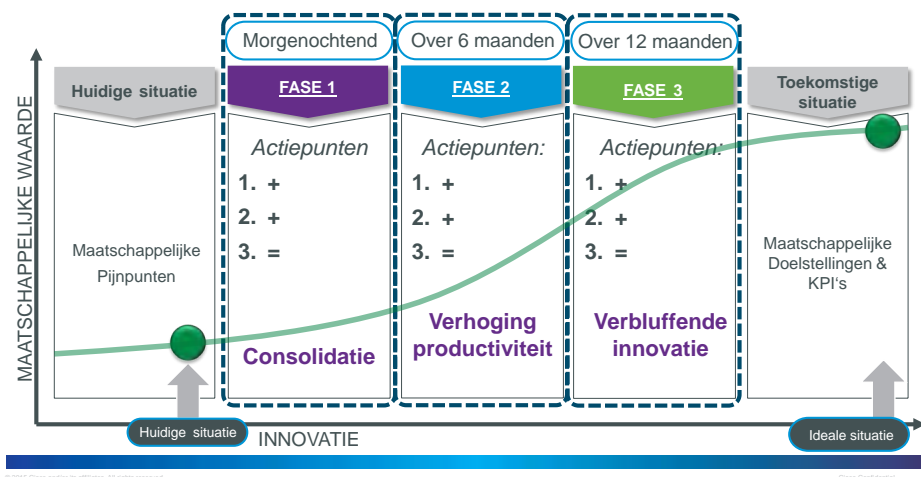 Morgenochtend
Over 6 maanden
Over 12 maanden
Huidige situatie
FASE 1
FASE 2
FASE 3
Toekomstige
situatie
MAATSCHAPPELIJKE WAARDE
Maatschappelijke
Pijnpunten
Actiepunten
1. +
2. +
3. =
Consolidatie
Actiepunten:
1. +
2. +
3. =
Verhoging
productiviteit
Actiepunten:
1. +
2. +
3. =
Verbluffende
innovatie
Maatschappelijke
Doelstellingen &
KPI's
Huidige situatie
INNOVATIE
Ideale situatie